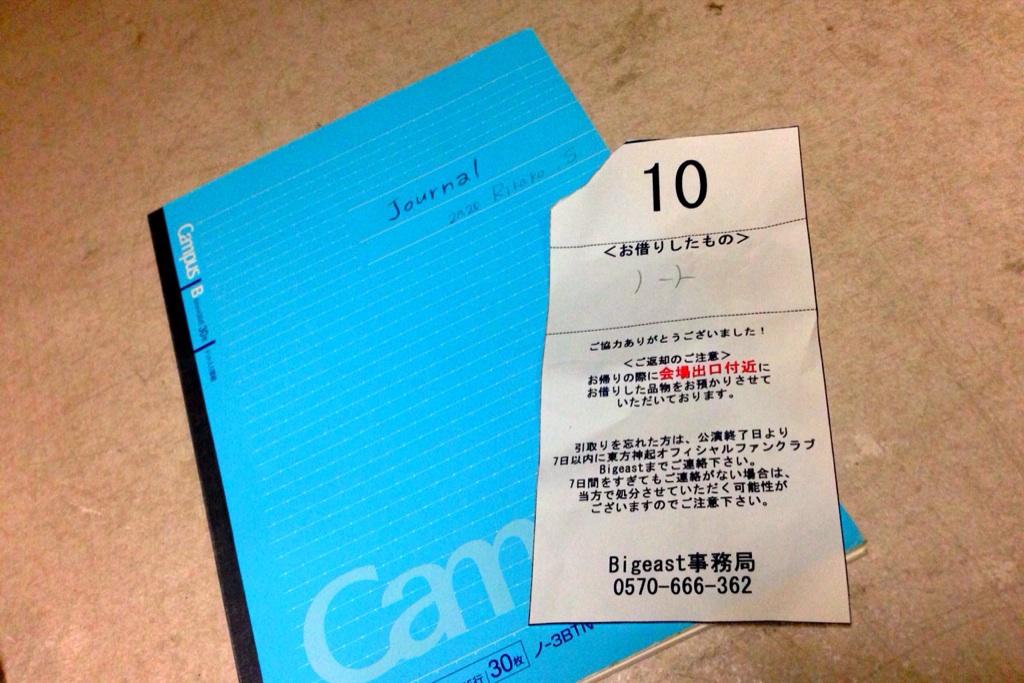 Journal
2020 Ritako .S
Campus B
30枚
Cam
行 30枚 ノ-3BTN
10
＜お借りしたもの＞
ノート
ご協力ありがとうございました！
＜ご返却のご注意＞
お帰りの際に会場出口付近に
お借りした品物をお預かりさせて
いただいております。
引取りを忘れた方は、公演終了日より
7日以内に東方神起オフィシャルファンクラブ
Bigeastまでご連絡下さい。
7日間をすぎてもご連絡がない場合は、
当方で処分させていただく可能性が
ございますのでご注意下さい。
Bigeast事務局
0570-666-362